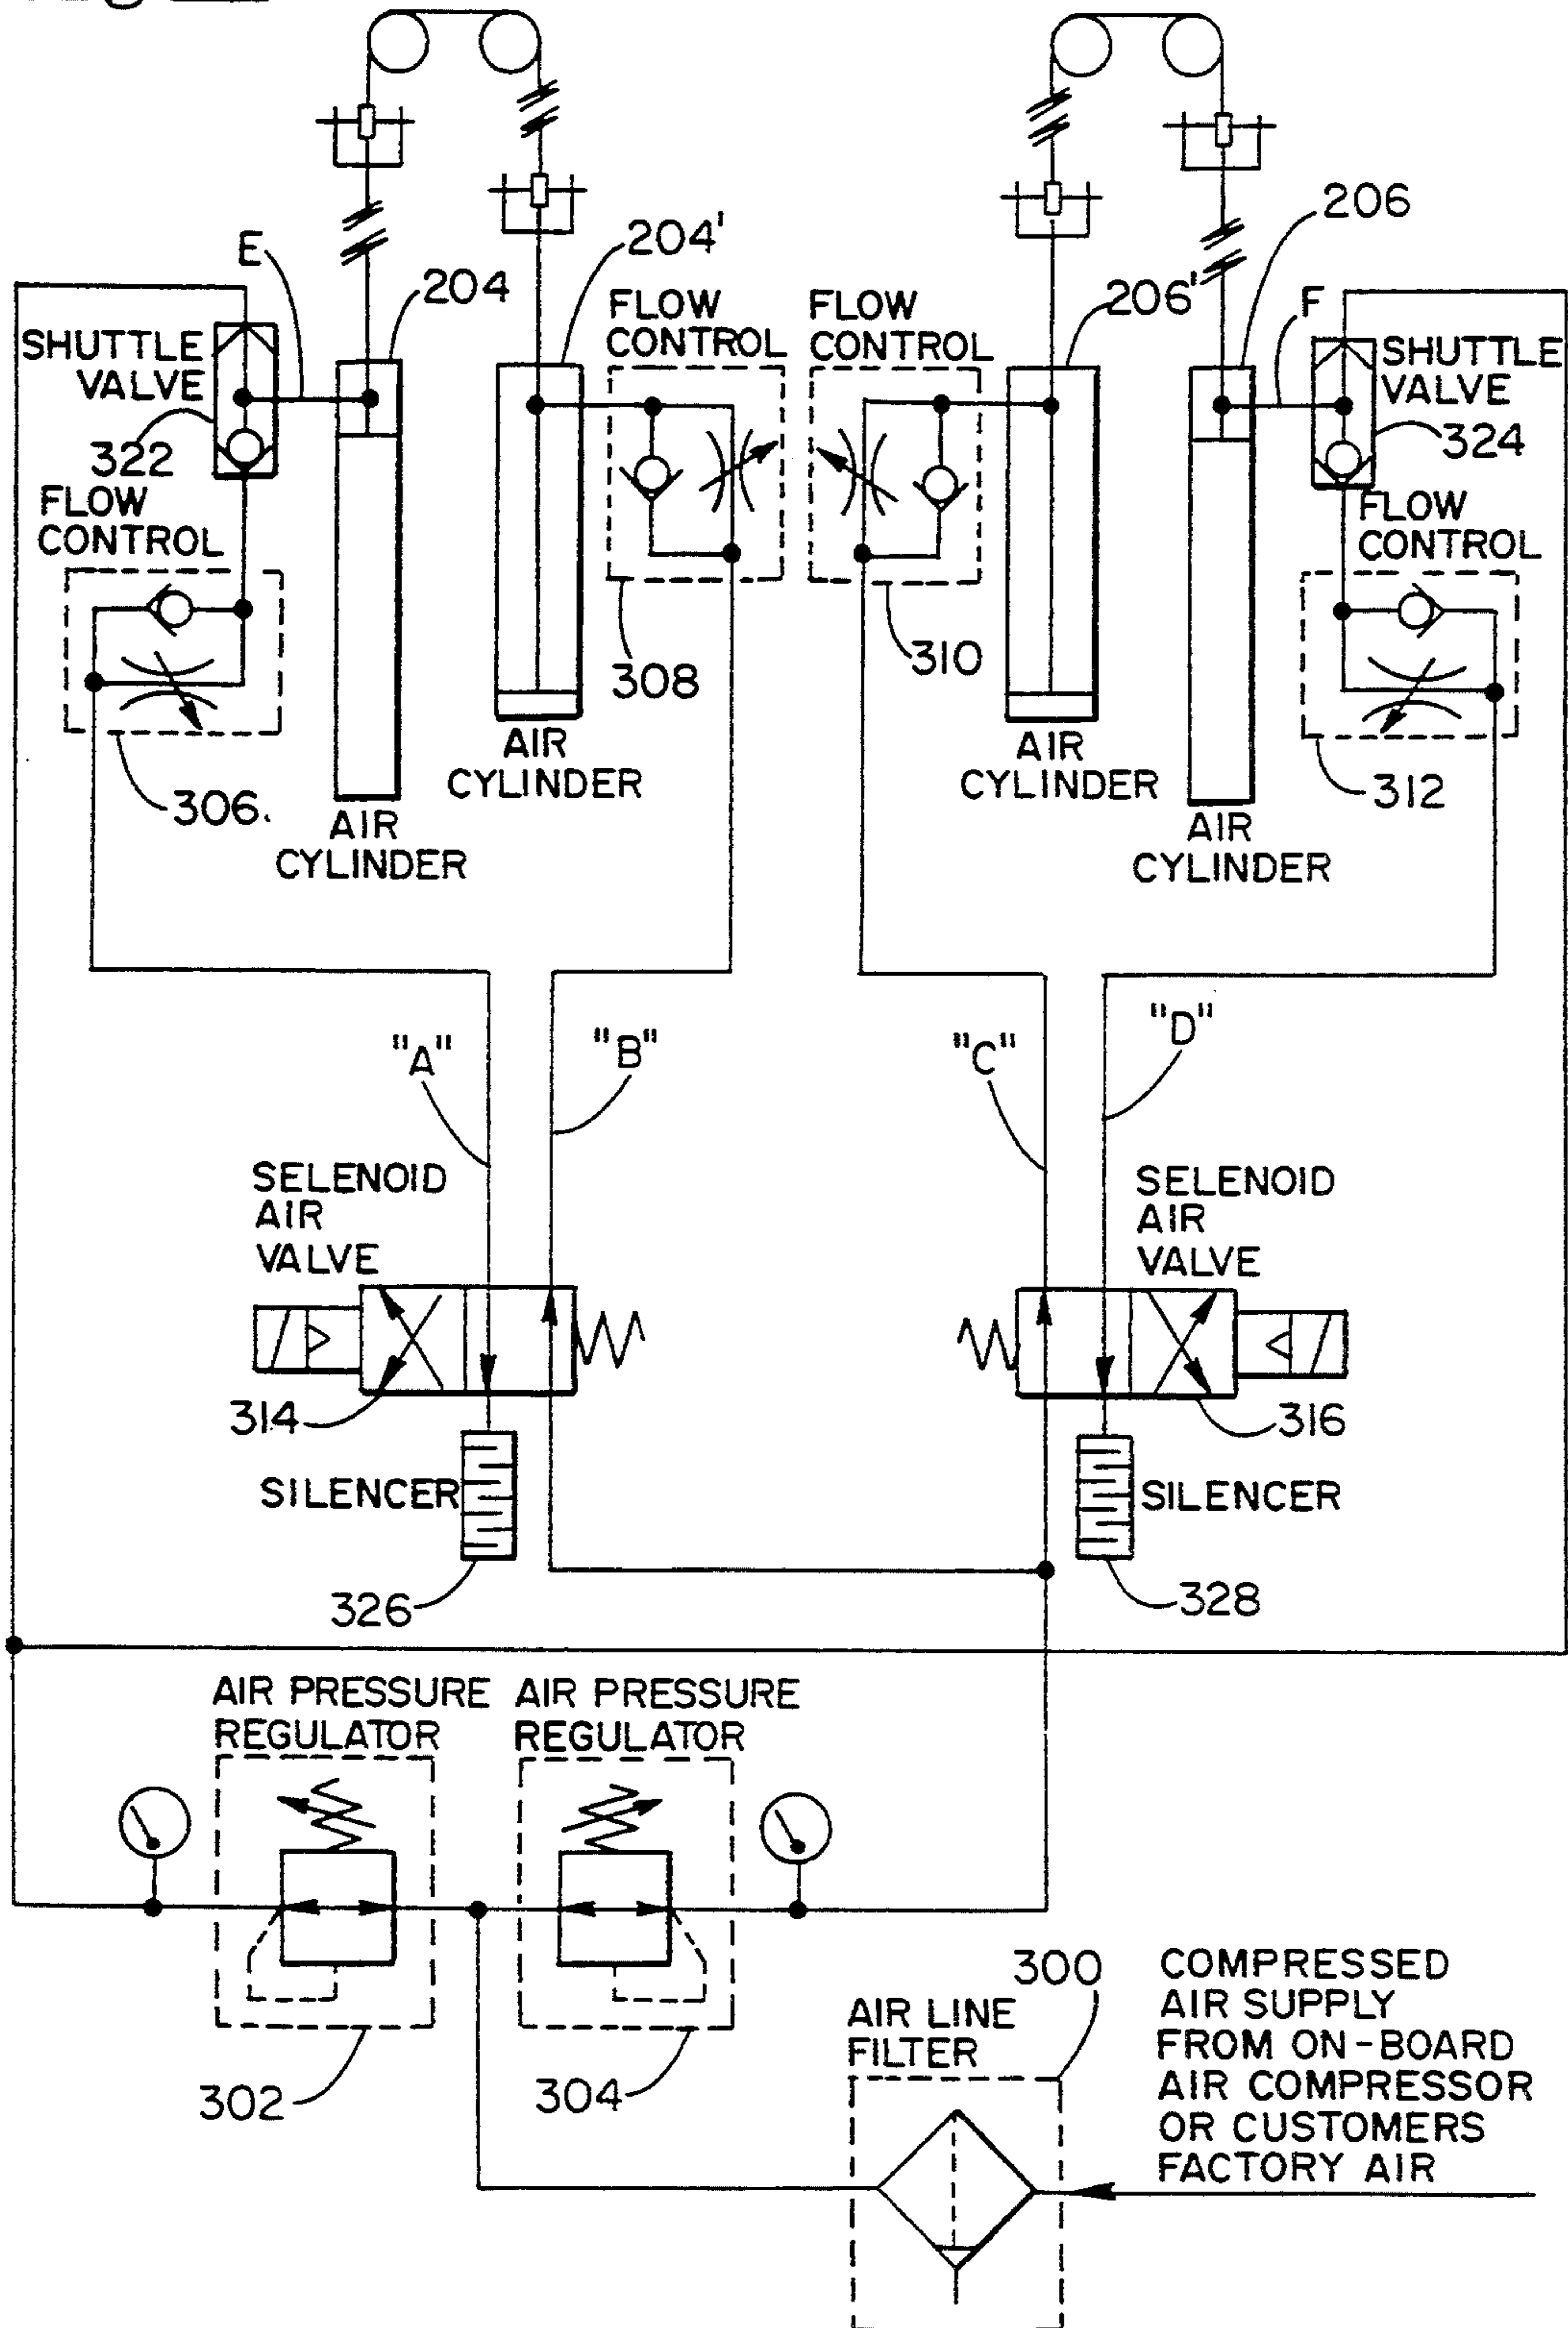 206
204'
E
204
FLOW
CONTROL
FLOW
CONTROL
206'
F
SHUTTLE
VALVE
SHUTTLE
VALVE
322
324
FLOW
CONTROL
FLOW
CONTROL
308
310
AIR
CYLINDER
AIR
CYLINDER
306.
312
AIR
CYLINDER
AIR
CYLINDER
"A"
"B"
"C"
"D"
SELENOID
AIR
VALVE
SELENOID
AIR
VALVE
314
316
SILENCER
SILENCER
326
328
AIR PRESSURE
REGULATOR
AIR PRESSURE
REGULATOR
302
304
300
AIR LINE
FILTER
COMPRESSED
AIR SUPPLY
FROM ON-BOARD
AIR COMPRESSOR
OR CUSTOMERS
FACTORY AIR